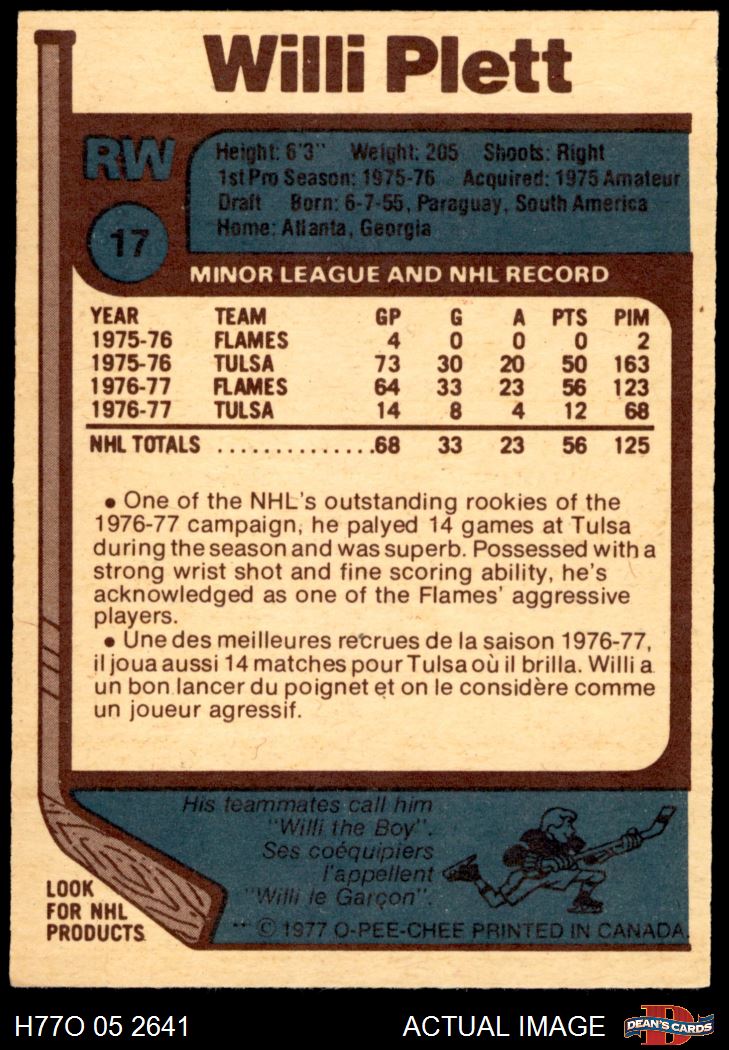 Willi Plett
RW
Height: 6'3" Weight: 205 Shoots: Right
1st Pro Season: 1975-76 Acquired: 1975 Amateur
Draft Born: 6-7-55, Paraguay, South America
Home: Atlanta, Georgia
17
MINOR LEAGUE AND NHL RECORD
YEAR TEAM GP G A PTS PIM
1975-76 FLAMES 4 0 0 0 2
1975-76 TULSA 73 30 20 50 163
1976-77 FLAMES 64 33 23 56 123
1976-77 TULSA 14 8 4 12 68
NHL TOTALS ..............68 33 23 56 125
• One of the NHL's outstanding rookies of the
1976-77 campaign, he palyed 14 games at Tulsa
during the season and was superb. Possessed with a
strong wrist shot and fine scoring ability, he's
acknowledged as one of the Flames' aggressive
players.
• Une des meilleures recrues de la saison 1976-77,
il joua aussi 14 matches pour Tulsa où il brilla. Willi a
un bon lancer du poignet et on le considère comme
un joueur agressif.
His teammates call him
"Willi the Boy".
Ses coéquipiers
l'appellent
"Willi le Garçon".
LOOK
FOR NHL
PRODUCTS
** © 1977 O-PEE-CHEE PRINTED IN CANADA.
H77O 05 2641 ACTUAL IMAGE
D
DEAN'S CARDS